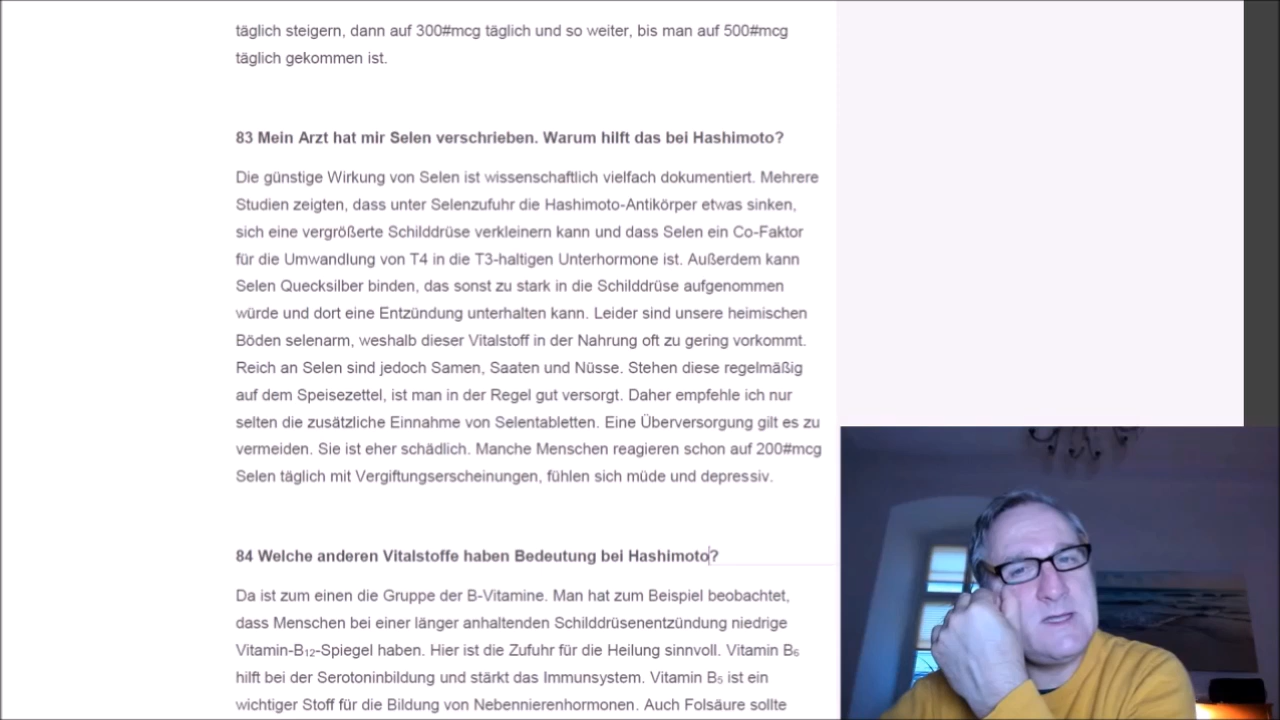 täglich steigern, dann auf 300#mcg täglich und so weiter, bis man auf 500#mcg
täglich gekommen ist.
83 Mein Arzt hat mir Selen verschrieben. Warum hilft das bei Hashimoto?
Die günstige Wirkung von Selen ist wissenschaftlich vielfach dokumentiert. Mehrere
Studien zeigten, dass unter Selenzufuhr die Hashimoto-Antikörper etwas sinken,
sich eine vergrößerte Schilddrüse verkleinern kann und dass Selen ein Co-Faktor
für die Umwandlung von T4 in die T3-haltigen Unterhormone ist. Außerdem kann
Selen Quecksilber binden, das sonst zu stark in die Schilddrüse aufgenommen
würde und dort eine Entzündung unterhalten kann. Leider sind unsere heimischen
Böden selenarm, weshalb dieser Vitalstoff in der Nahrung oft zu gering vorkommt.
Reich an Selen sind jedoch Samen, Saaten und Nüsse. Stehen diese regelmäßig
auf dem Speisezettel, ist man in der Regel gut versorgt. Daher empfehle ich nur
selten die zusätzliche Einnahme von Selentabletten. Eine Überversorgung gilt es zu
vermeiden. Sie ist eher schädlich. Manche Menschen reagieren schon auf 200#mcg
Selen täglich mit Vergiftungserscheinungen, fühlen sich müde und depressiv.
84 Welche anderen Vitalstoffe haben Bedeutung bei Hashimoto?
Da ist zum einen die Gruppe der B-Vitamine. Man hat zum Beispiel beobachtet,
dass Menschen bei einer länger anhaltenden Schilddrüsenentzündung niedrige
Vitamin-B₁₂-Spiegel haben. Hier ist die Zufuhr für die Heilung sinnvoll. Vitamin B₆
hilft bei der Serotoninbildung und stärkt das Immunsystem. Vitamin B₅ ist ein
wichtiger Stoff für die Bildung von Nebennierenhormonen. Auch Folsäure sollte